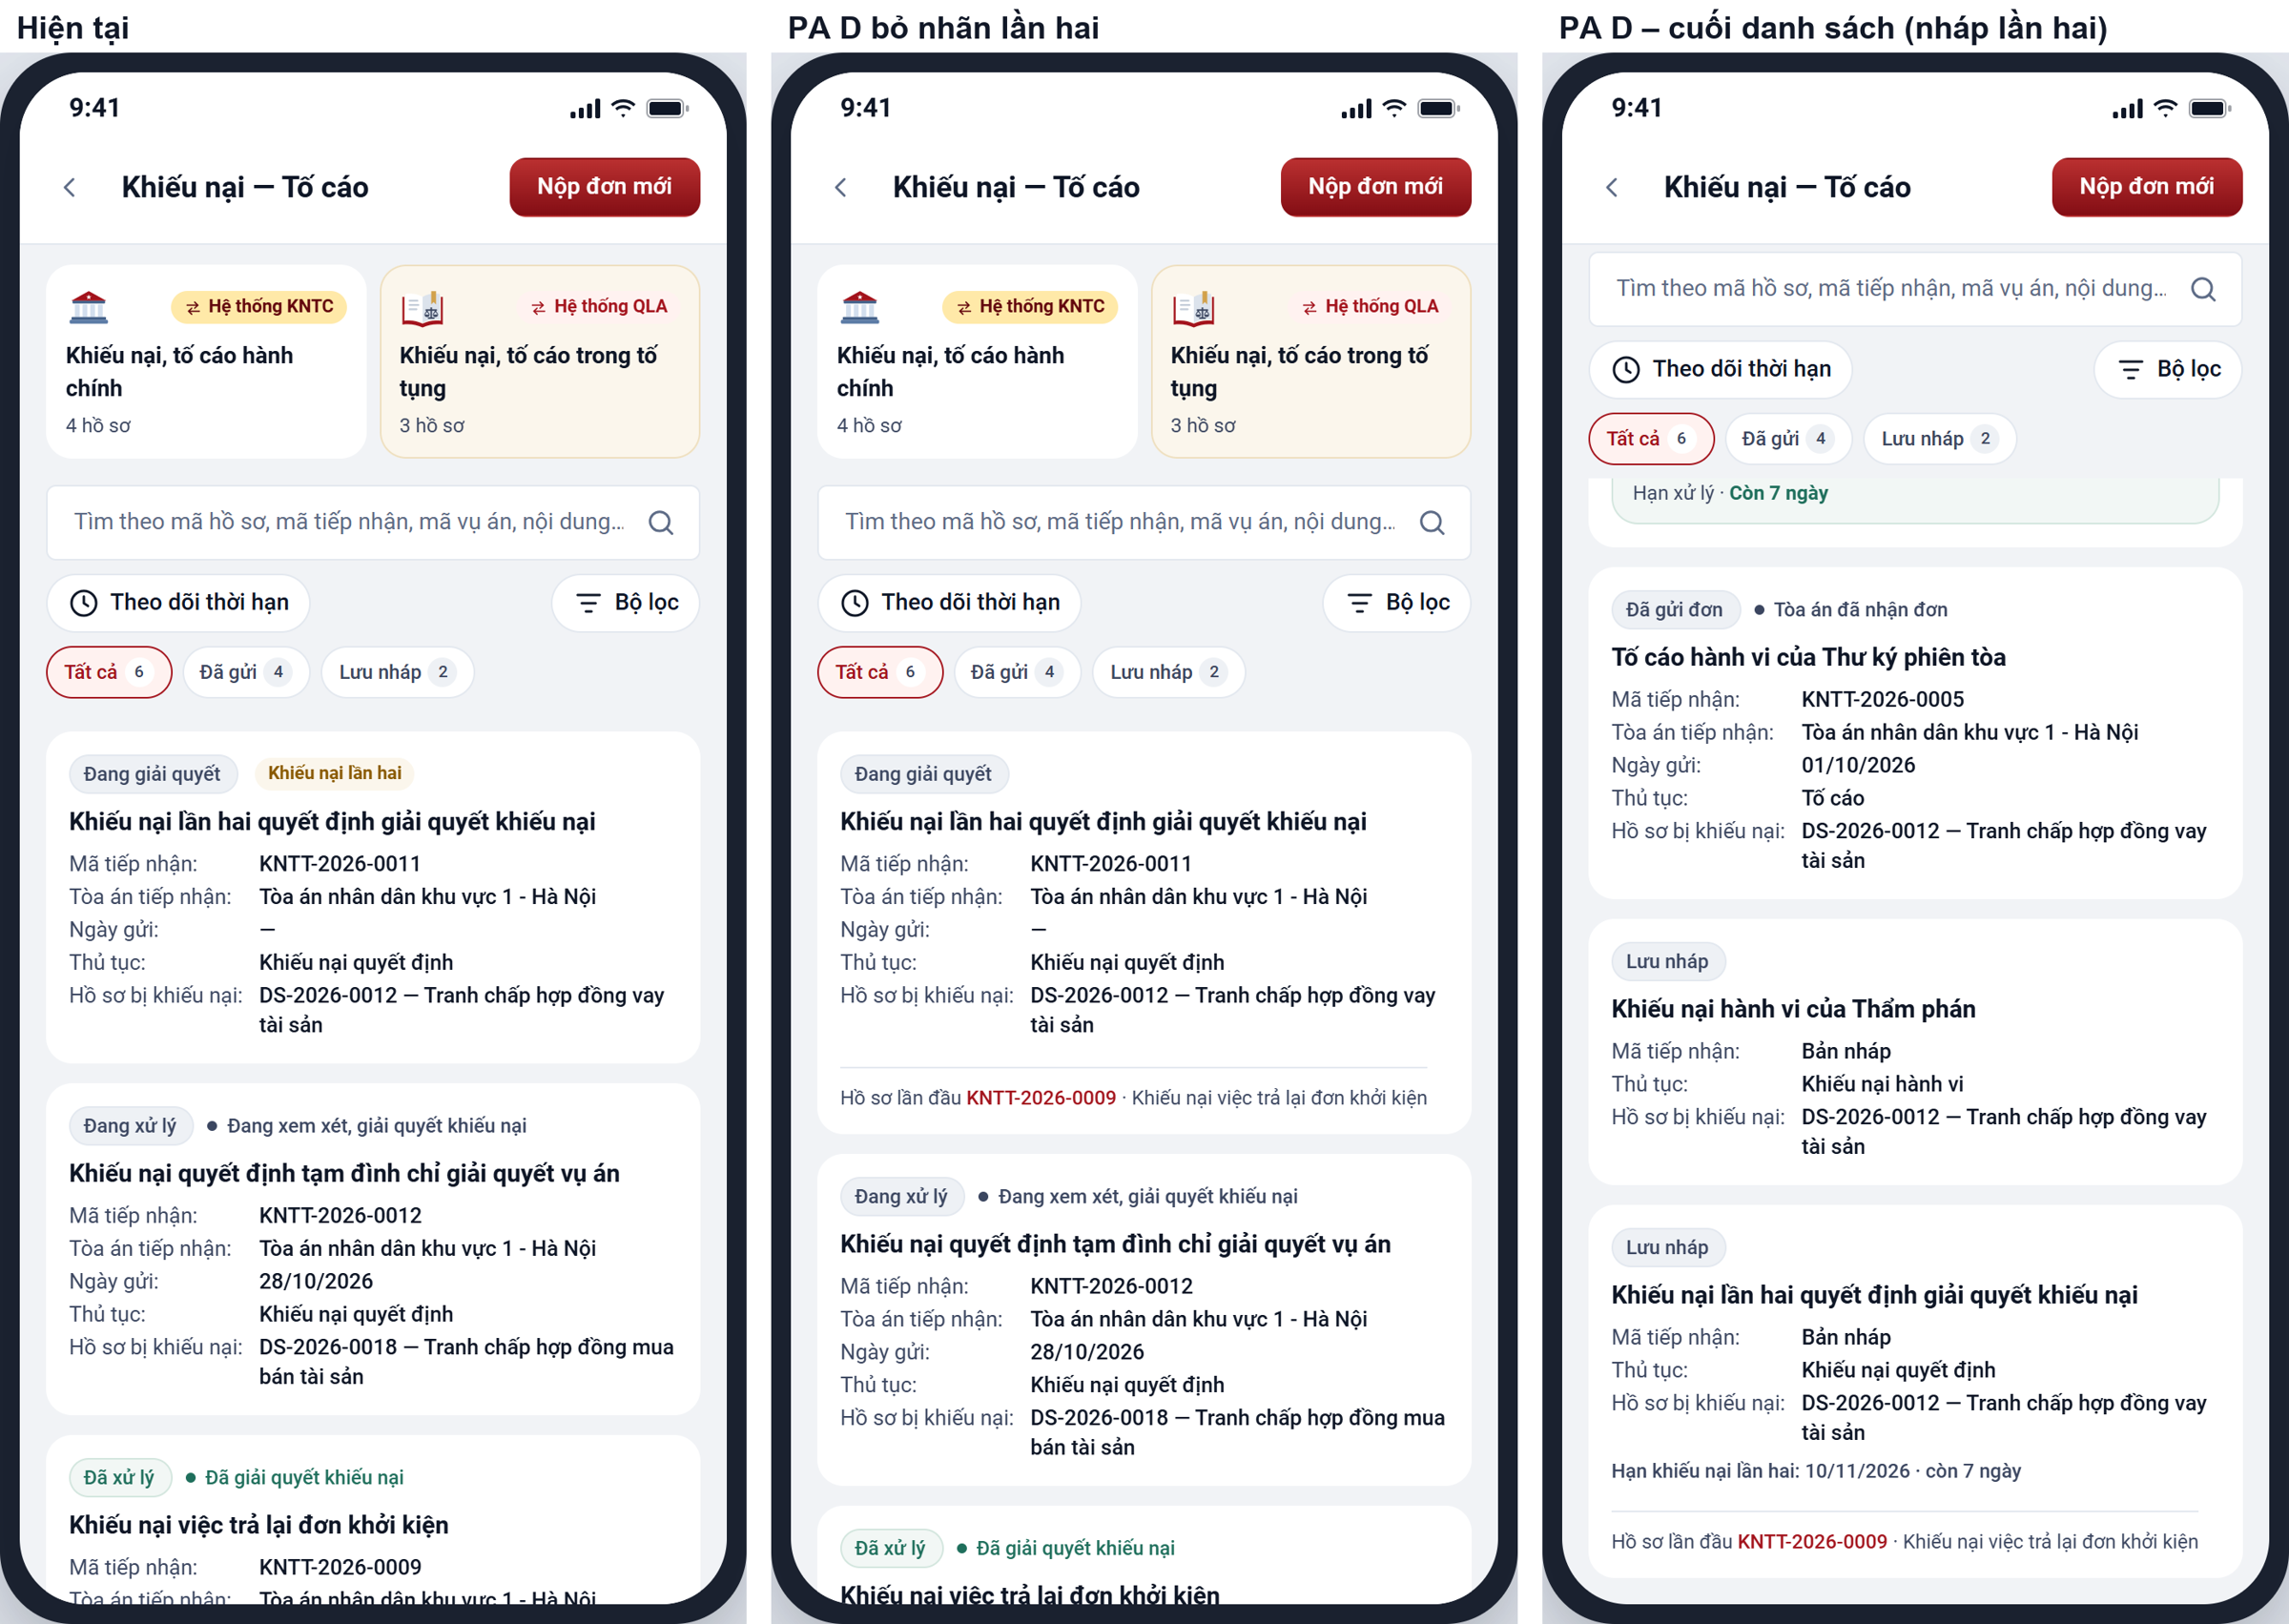 Hiện tại
9:41
Khiếu nại — Tố cáo
Nộp đơn mới
Hệ thống KNTC
Khiếu nại, tố cáo hành
chính
4 hồ sơ
Hệ thống QLA
Khiếu nại, tố cáo trong tố
tụng
3 hồ sơ
Tìm theo mã hồ sơ, mã tiếp nhận, mã vụ án, nội dung...
Theo dõi thời hạn
Bộ lọc
Tất cả 6
Đã gửi 4
Lưu nháp 2
Đang giải quyết
Khiếu nại lần hai
Khiếu nại lần hai quyết định giải quyết khiếu nại
Mã tiếp nhận: KNTT-2026-0011
Tòa án tiếp nhận: Tòa án nhân dân khu vực 1 - Hà Nội
Ngày gửi: —
Thủ tục: Khiếu nại quyết định
Hồ sơ bị khiếu nại: DS-2026-0012 — Tranh chấp hợp đồng vay
tài sản
Đang xử lý • Đang xem xét, giải quyết khiếu nại
Khiếu nại quyết định tạm đình chỉ giải quyết vụ án
Mã tiếp nhận: KNTT-2026-0012
Tòa án tiếp nhận: Tòa án nhân dân khu vực 1 - Hà Nội
Ngày gửi: 28/10/2026
Thủ tục: Khiếu nại quyết định
Hồ sơ bị khiếu nại: DS-2026-0018 — Tranh chấp hợp đồng mua
bán tài sản
Đã xử lý • Đã giải quyết khiếu nại
Khiếu nại việc trả lại đơn khởi kiện
Mã tiếp nhận: KNTT-2026-0009
Tòa án tiếp nhận: Tòa án nhân dân khu vực 1 - Hà Nội
PA D bỏ nhãn lần hai
9:41
Khiếu nại — Tố cáo
Nộp đơn mới
Hệ thống KNTC
Khiếu nại, tố cáo hành
chính
4 hồ sơ
Hệ thống QLA
Khiếu nại, tố cáo trong tố
tụng
3 hồ sơ
Tìm theo mã hồ sơ, mã tiếp nhận, mã vụ án, nội dung...
Theo dõi thời hạn
Bộ lọc
Tất cả 6
Đã gửi 4
Lưu nháp 2
Đang giải quyết
Khiếu nại lần hai quyết định giải quyết khiếu nại
Mã tiếp nhận: KNTT-2026-0011
Tòa án tiếp nhận: Tòa án nhân dân khu vực 1 - Hà Nội
Ngày gửi: —
Thủ tục: Khiếu nại quyết định
Hồ sơ bị khiếu nại: DS-2026-0012 — Tranh chấp hợp đồng vay
tài sản
Hồ sơ lần đầu KNTT-2026-0009 · Khiếu nại việc trả lại đơn khởi kiện
Đang xử lý • Đang xem xét, giải quyết khiếu nại
Khiếu nại quyết định tạm đình chỉ giải quyết vụ án
Mã tiếp nhận: KNTT-2026-0012
Tòa án tiếp nhận: Tòa án nhân dân khu vực 1 - Hà Nội
Ngày gửi: 28/10/2026
Thủ tục: Khiếu nại quyết định
Hồ sơ bị khiếu nại: DS-2026-0018 — Tranh chấp hợp đồng mua
bán tài sản
Đã xử lý • Đã giải quyết khiếu nại
Khiếu nại việc trả lại đơn khởi kiện
PA D – cuối danh sách (nháp lần hai)
9:41
Khiếu nại — Tố cáo
Nộp đơn mới
Tìm theo mã hồ sơ, mã tiếp nhận, mã vụ án, nội dung...
Theo dõi thời hạn
Bộ lọc
Tất cả 6
Đã gửi 4
Lưu nháp 2
Hạn xử lý · Còn 7 ngày
Đã gửi đơn • Tòa án đã nhận đơn
Tố cáo hành vi của Thư ký phiên tòa
Mã tiếp nhận: KNTT-2026-0005
Tòa án tiếp nhận: Tòa án nhân dân khu vực 1 - Hà Nội
Ngày gửi: 01/10/2026
Thủ tục: Tố cáo
Hồ sơ bị khiếu nại: DS-2026-0012 — Tranh chấp hợp đồng vay
tài sản
Lưu nháp
Khiếu nại hành vi của Thẩm phán
Mã tiếp nhận: Bản nháp
Thủ tục: Khiếu nại hành vi
Hồ sơ bị khiếu nại: DS-2026-0012 — Tranh chấp hợp đồng vay
tài sản
Lưu nháp
Khiếu nại lần hai quyết định giải quyết khiếu nại
Mã tiếp nhận: Bản nháp
Thủ tục: Khiếu nại quyết định
Hồ sơ bị khiếu nại: DS-2026-0012 — Tranh chấp hợp đồng vay
tài sản
Hạn khiếu nại lần hai: 10/11/2026 · còn 7 ngày
Hồ sơ lần đầu KNTT-2026-0009 · Khiếu nại việc trả lại đơn khởi kiện